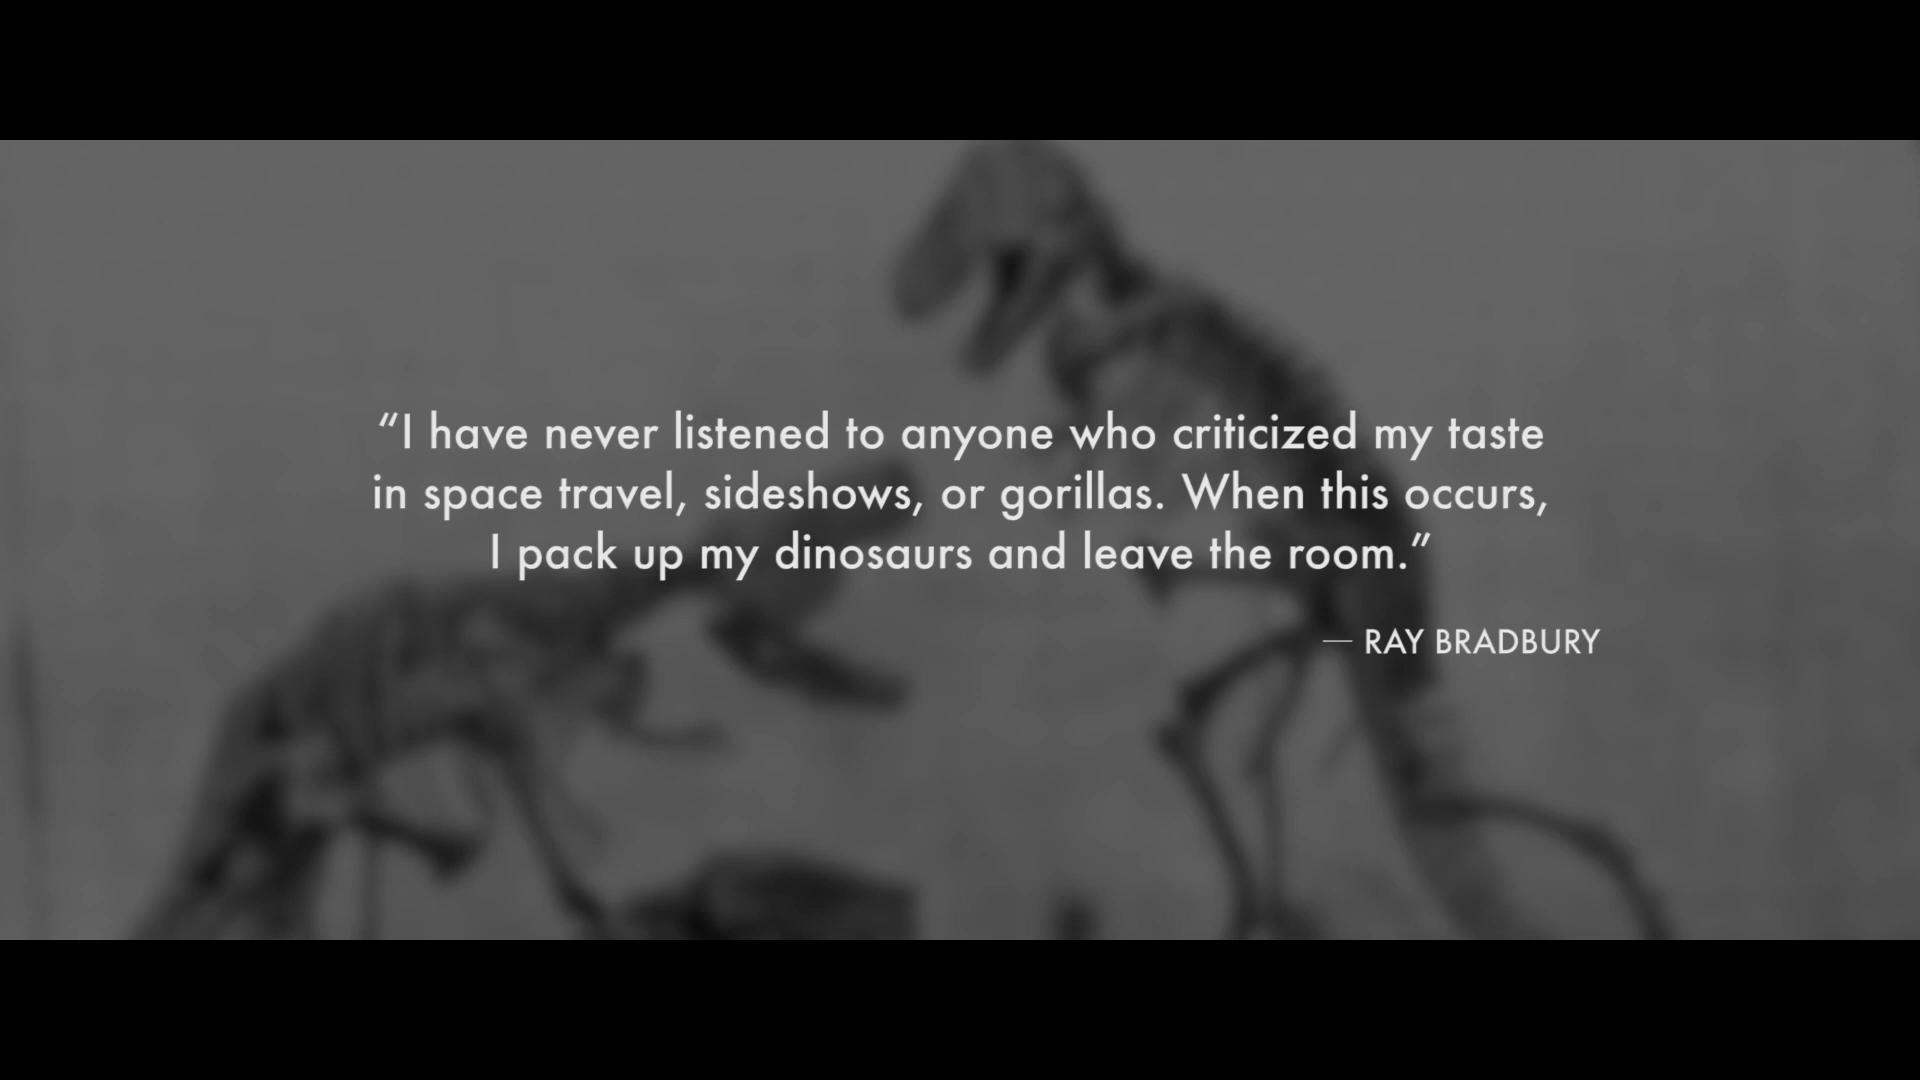 “I have never listened to anyone who criticized my taste
in space travel, sideshows, or gorillas. When this occurs,
I pack up my dinosaurs and leave the room.”
— RAY BRADBURY